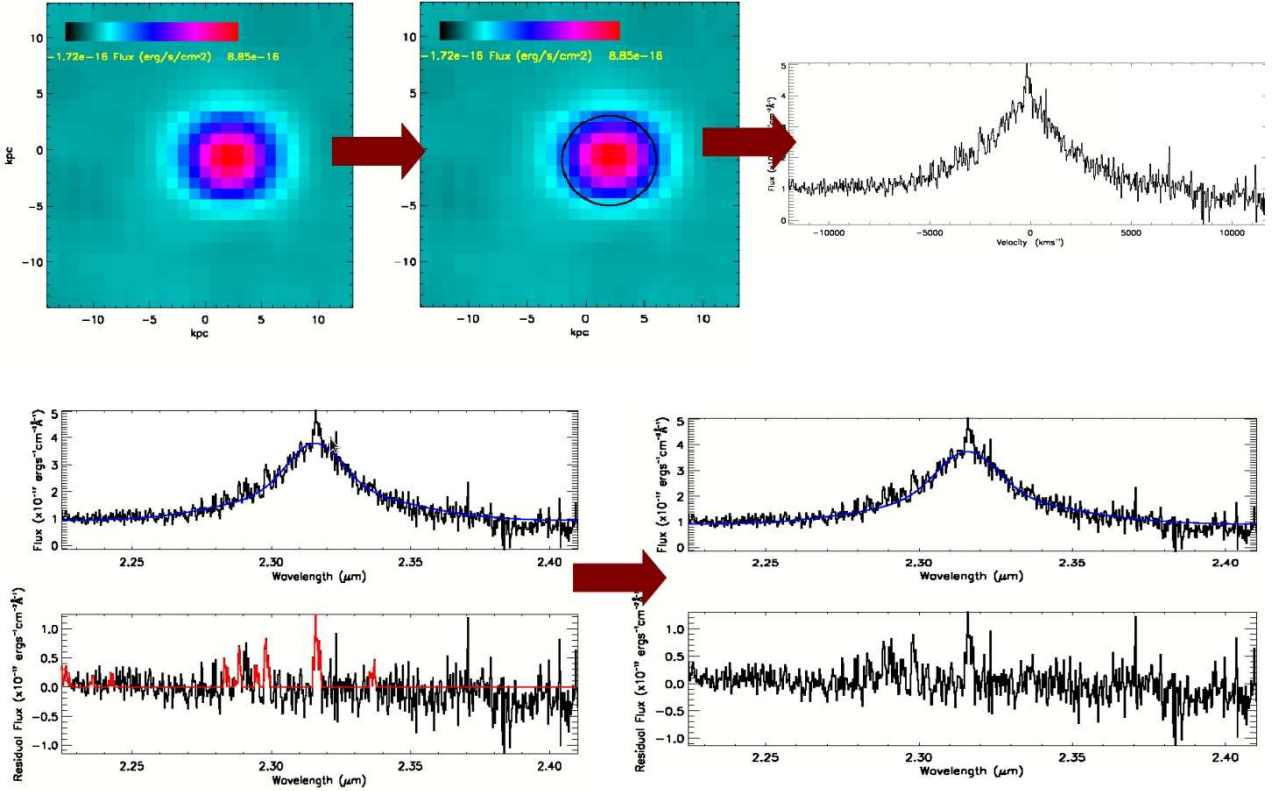 −1.72e−16 Flux (erg/s/cm^2) 8.85e−16
10
5
0
−5
−10
kpc
−10 −5 0 5 10
kpc
−1.72e−16 Flux (erg/s/cm^2) 8.85e−16
10
5
0
−5
−10
−10 −5 0 5 10
kpc
5
4
2
1
0
−10000 −5000 0 5000 10000
Velocity (kms⁻¹)
Flux (×10⁻¹⁷ ergs⁻¹cm⁻²Å⁻¹)
5
4
3
2
1
0
2.25 2.30 2.35 2.40
Wavelength (μm)
Flux (×10⁻¹⁷ ergs⁻¹cm⁻²Å⁻¹)
5
4
3
2
1
0
2.25 2.30 2.35 2.40
Wavelength (μm)
Residual Flux (×10⁻¹⁷ ergs⁻¹cm⁻²Å⁻¹)
1.0
0.5
0.0
−0.5
−1.0
2.25 2.30 2.35 2.40
Wavelength (μm)
Residual Flux (×10⁻¹⁷ ergs⁻¹cm⁻²Å⁻¹)
1.0
0.5
0.0
−0.5
−1.0
2.25 2.30 2.35 2.40
Wavelength (μm)